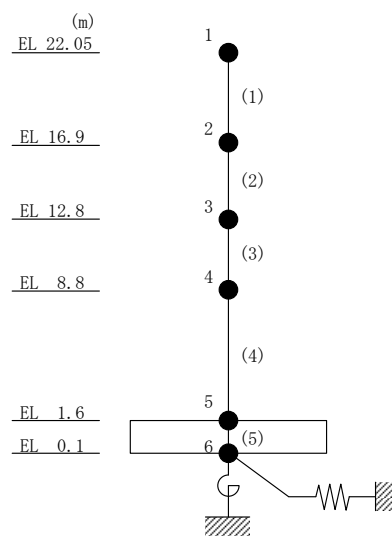 (m)
EL 22.05
1
(1)
EL 16.9
2
(2)
EL 12.8
3
(3)
EL 8.8
4
(4)
EL 1.6
5
(5)
EL 0.1
6